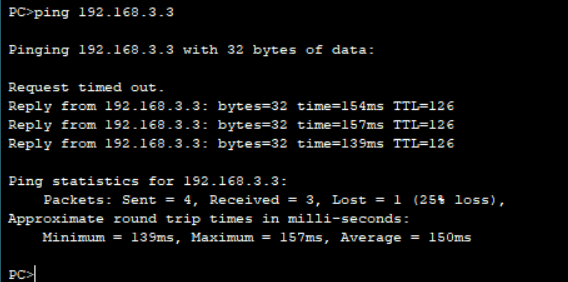 PC>ping 192.168.3.3
Pinging 192.168.3.3 with 32 bytes of data:
Request timed out.
Reply from 192.168.3.3: bytes=32 time=154ms TTL=126
Reply from 192.168.3.3: bytes=32 time=157ms TTL=126
Reply from 192.168.3.3: bytes=32 time=139ms TTL=126
Ping statistics for 192.168.3.3:
Packets: Sent = 4, Received = 3, Lost = 1 (25% loss),
Approximate round trip times in milli-seconds:
Minimum = 139ms, Maximum = 157ms, Average = 150ms
PC>